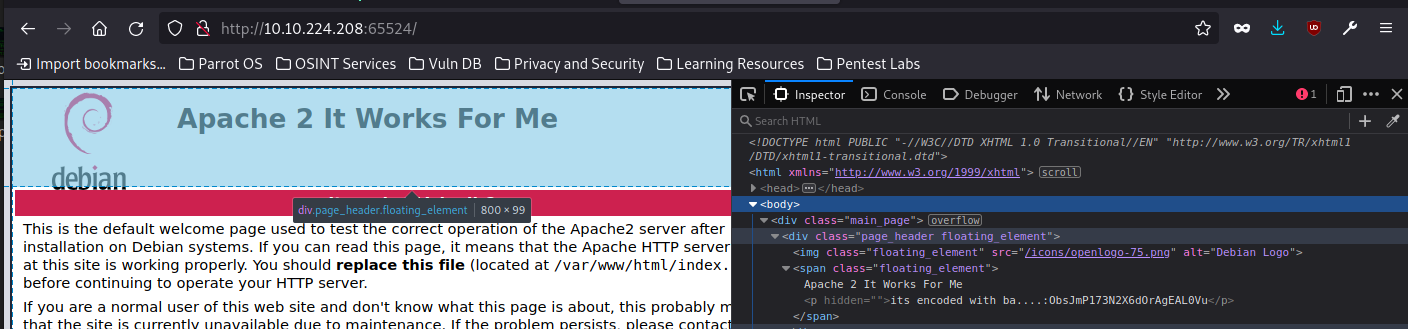 http://10.10.224.208:65524/
Import bookmarks... Parrot OS OSINT Services Vuln DB Privacy and Security Learning Resources Pentest Labs
debian
Apache 2 It Works For Me
div.page_header.floating_element 800 × 99
This is the default welcome page used to test the correct operation of the Apache2 server after
installation on Debian systems. If you can read this page, it means that the Apache HTTP server
at this site is working properly. You should replace this file (located at /var/www/html/index.
before continuing to operate your HTTP server.
If you are a normal user of this web site and don't know what this page is about, this probably m
that the site is currently unavailable due to maintenance. If the problem persists, please contact
Inspector Console Debugger Network Style Editor 1
Search HTML
<!DOCTYPE html PUBLIC "-//W3C//DTD XHTML 1.0 Transitional//EN" "http://www.w3.org/TR/xhtml1
/DTD/xhtml1-transitional.dtd">
<html xmlns="http://www.w3.org/1999/xhtml"> scroll
<head> ... </head>
<body>
<div class="main_page"> overflow
<div class="page_header floating_element">
<img class="floating_element" src="/icons/openlogo-75.png" alt="Debian Logo">
<span class="floating_element">
Apache 2 It Works For Me
<p hidden="">its encoded with ba....:ObsJmP173N2X6dOrAgEAL0Vu</p>
</span>